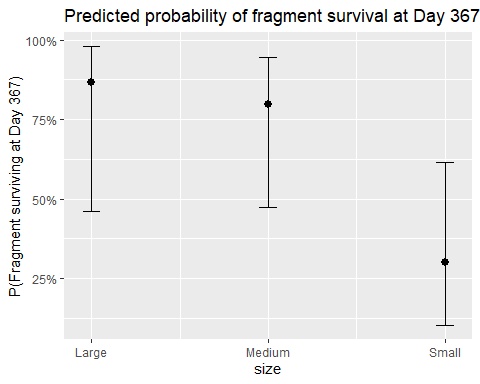 Predicted probability of fragment survival at Day 367
P(Fragment surviving at Day 367)
100%
75%
50%
25%
Large Medium Small
size